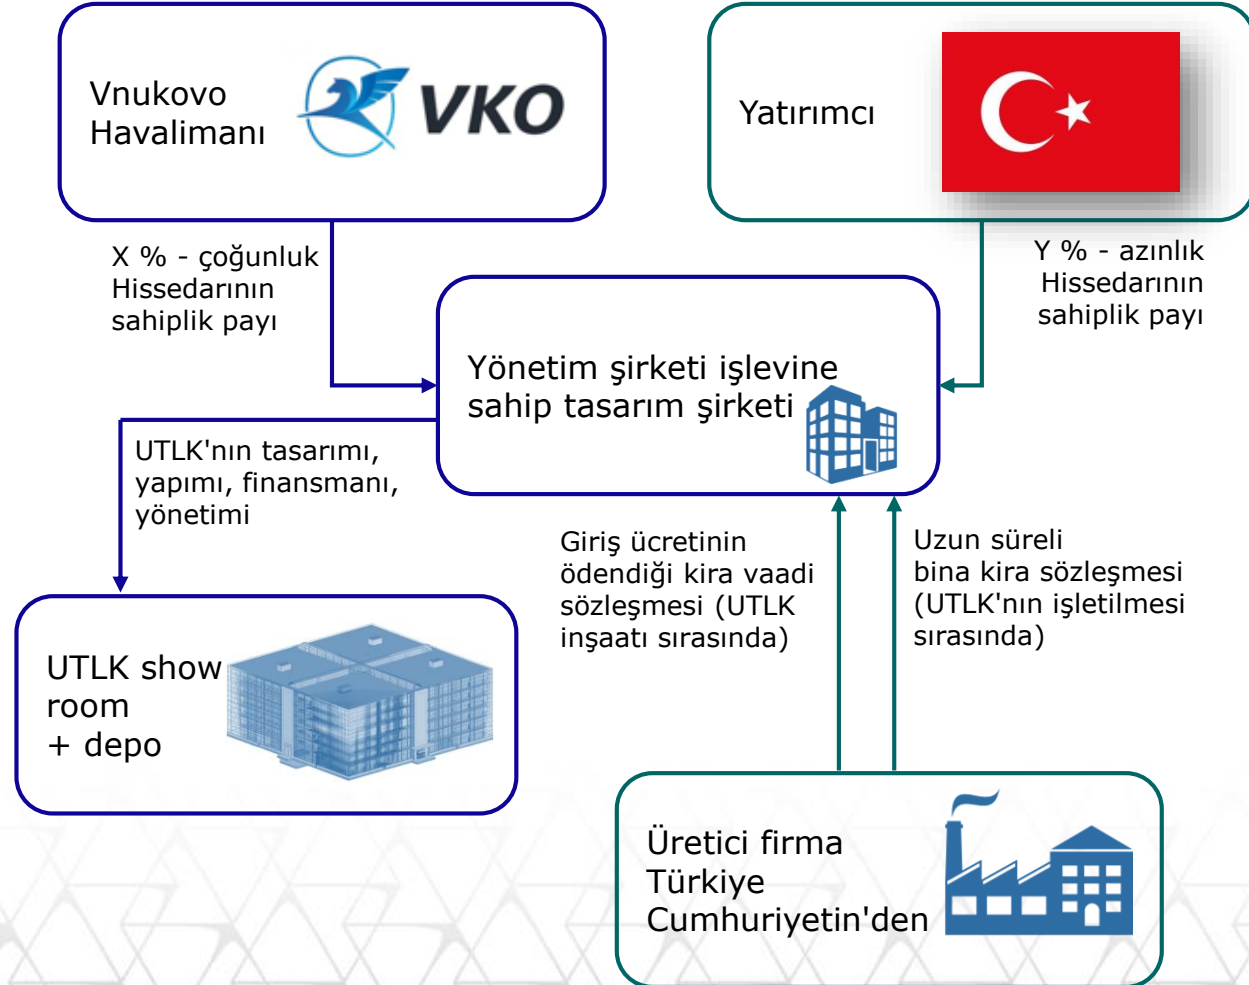 Vnukovo
Havalimanı
VKO
Yatırımcı
X % - çoğunluk
Hissedarının
sahiplik payı
Y % - azınlık
Hissedarının
sahiplik payı
Yönetim şirketi işlevine
sahip tasarım şirketi
UTLK'nın tasarımı,
yapımı, finansmanı,
yönetimi
Giriş ücretinin
ödendiği kira vaadi
sözleşmesi (UTLK
inşaatı sırasında)
Uzun süreli
bina kira sözleşmesi
(UTLK'nın işletilmesi
sırasında)
UTLK show
room
+ depo
Üretici firma
Türkiye
Cumhuriyetin'den